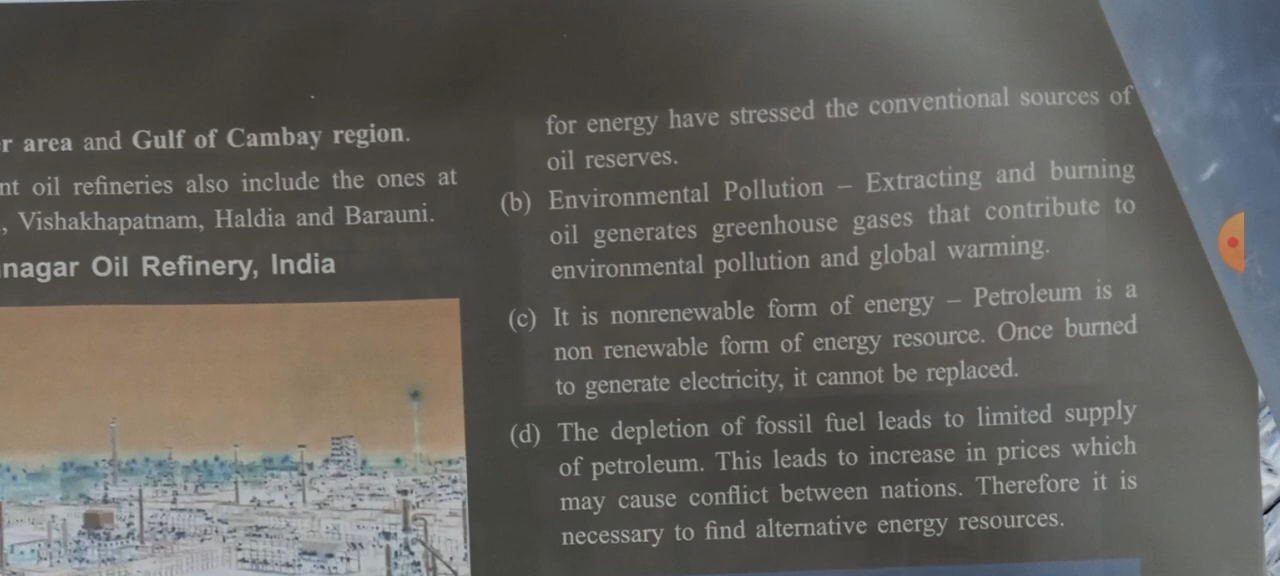 area and Gulf of Cambay region.
oil refineries also include the ones at
Vishakhapatnam, Haldia and Barauni.
Oil Refinery, India
for energy have stressed the conventional sources of
oil reserves.
(b) Environmental Pollution – Extracting and burning
oil generates greenhouse gases that contribute to
environmental pollution and global warming.
(c) It is nonrenewable form of energy – Petroleum is a
non renewable form of energy resource. Once burned
to generate electricity, it cannot be replaced.
(d) The depletion of fossil fuel leads to limited supply
of petroleum. This leads to increase in prices which
may cause conflict between nations. Therefore it is
necessary to find alternative energy resources.